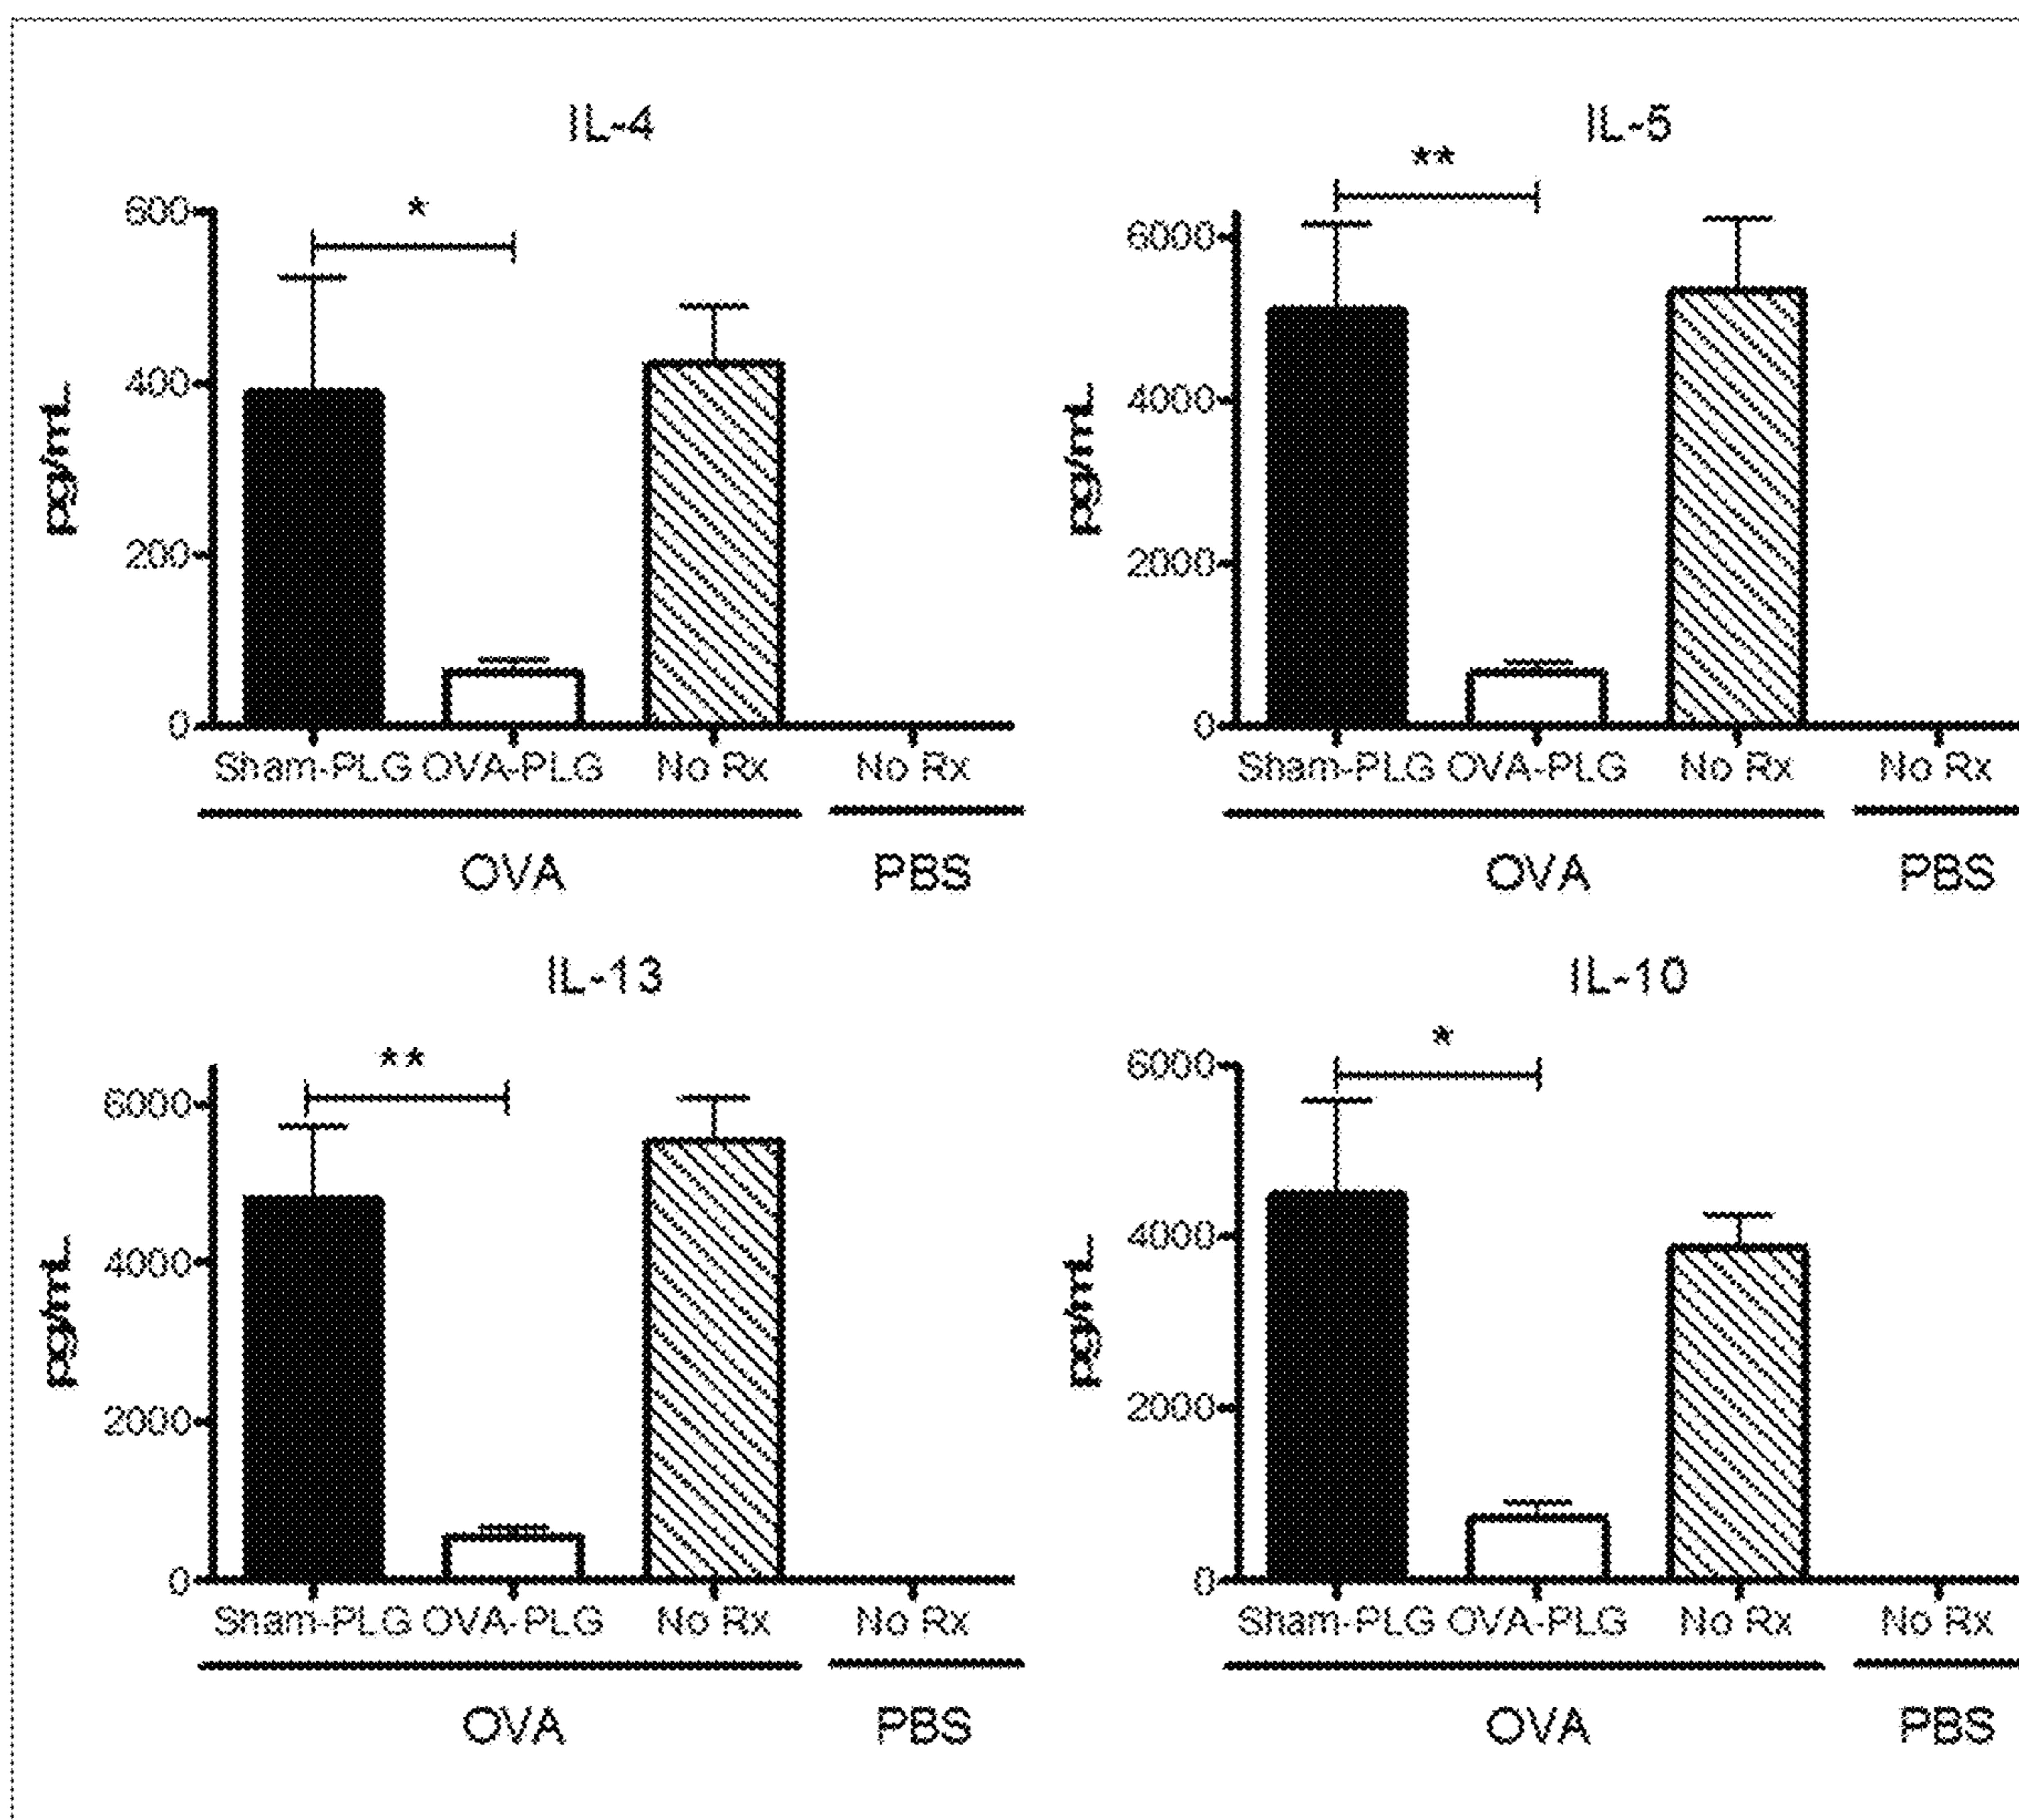 IL-4
*
600
400
200
0
pg/mL
Sham-PLG OVA-PLG No Rx No Rx
OVA PBS
IL-5
**
6000
4000
2000
0
pg/mL
Sham-PLG OVA-PLG No Rx No Rx
OVA PBS
IL-13
**
6000
4000
2000
0
pg/mL
Sham-PLG OVA-PLG No Rx No Rx
OVA PBS
IL-10
*
6000
4000
2000
0
pg/mL
Sham-PLG OVA-PLG No Rx No Rx
OVA PBS